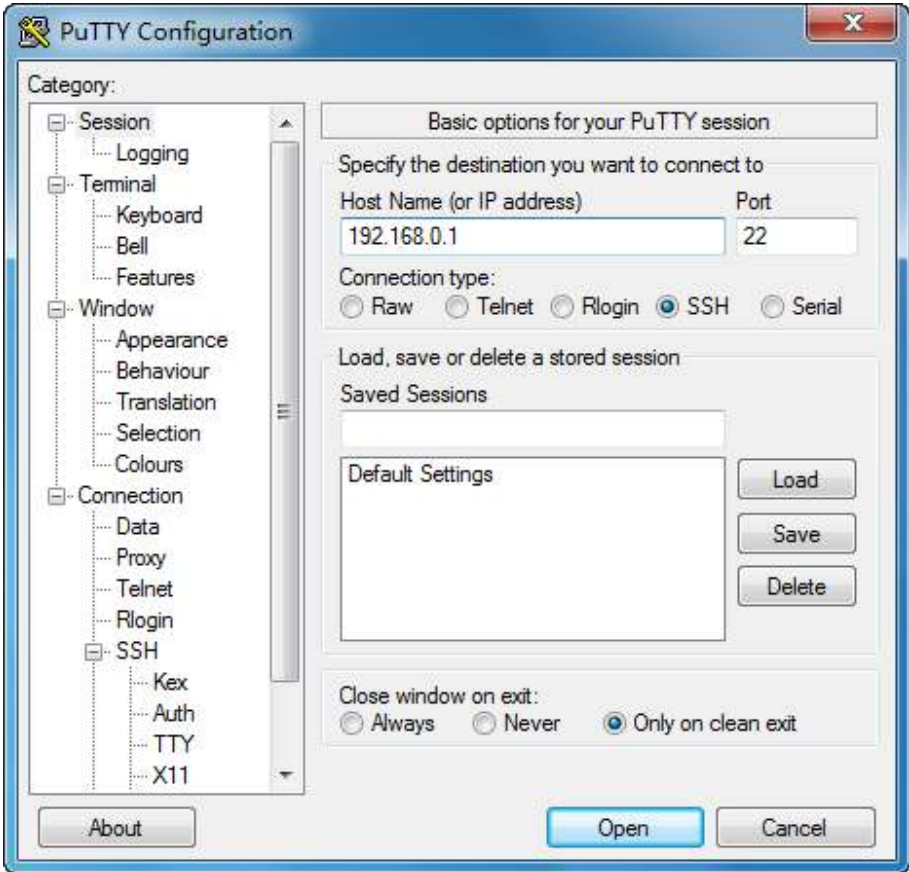 PuTTY Configuration
Category:
Session
Logging
Terminal
Keyboard
Bell
Features
Window
Appearance
Behaviour
Translation
Selection
Colours
Connection
Data
Proxy
Telnet
Rlogin
SSH
Kex
Auth
TTY
X11
Basic options for your PuTTY session
Specify the destination you want to connect to
Host Name (or IP address) Port
192.168.0.1 22
Connection type:
Raw Telnet Rlogin SSH Serial
Load, save or delete a stored session
Saved Sessions
Default Settings
Load
Save
Delete
Close window on exit:
Always Never Only on clean exit
About Open Cancel